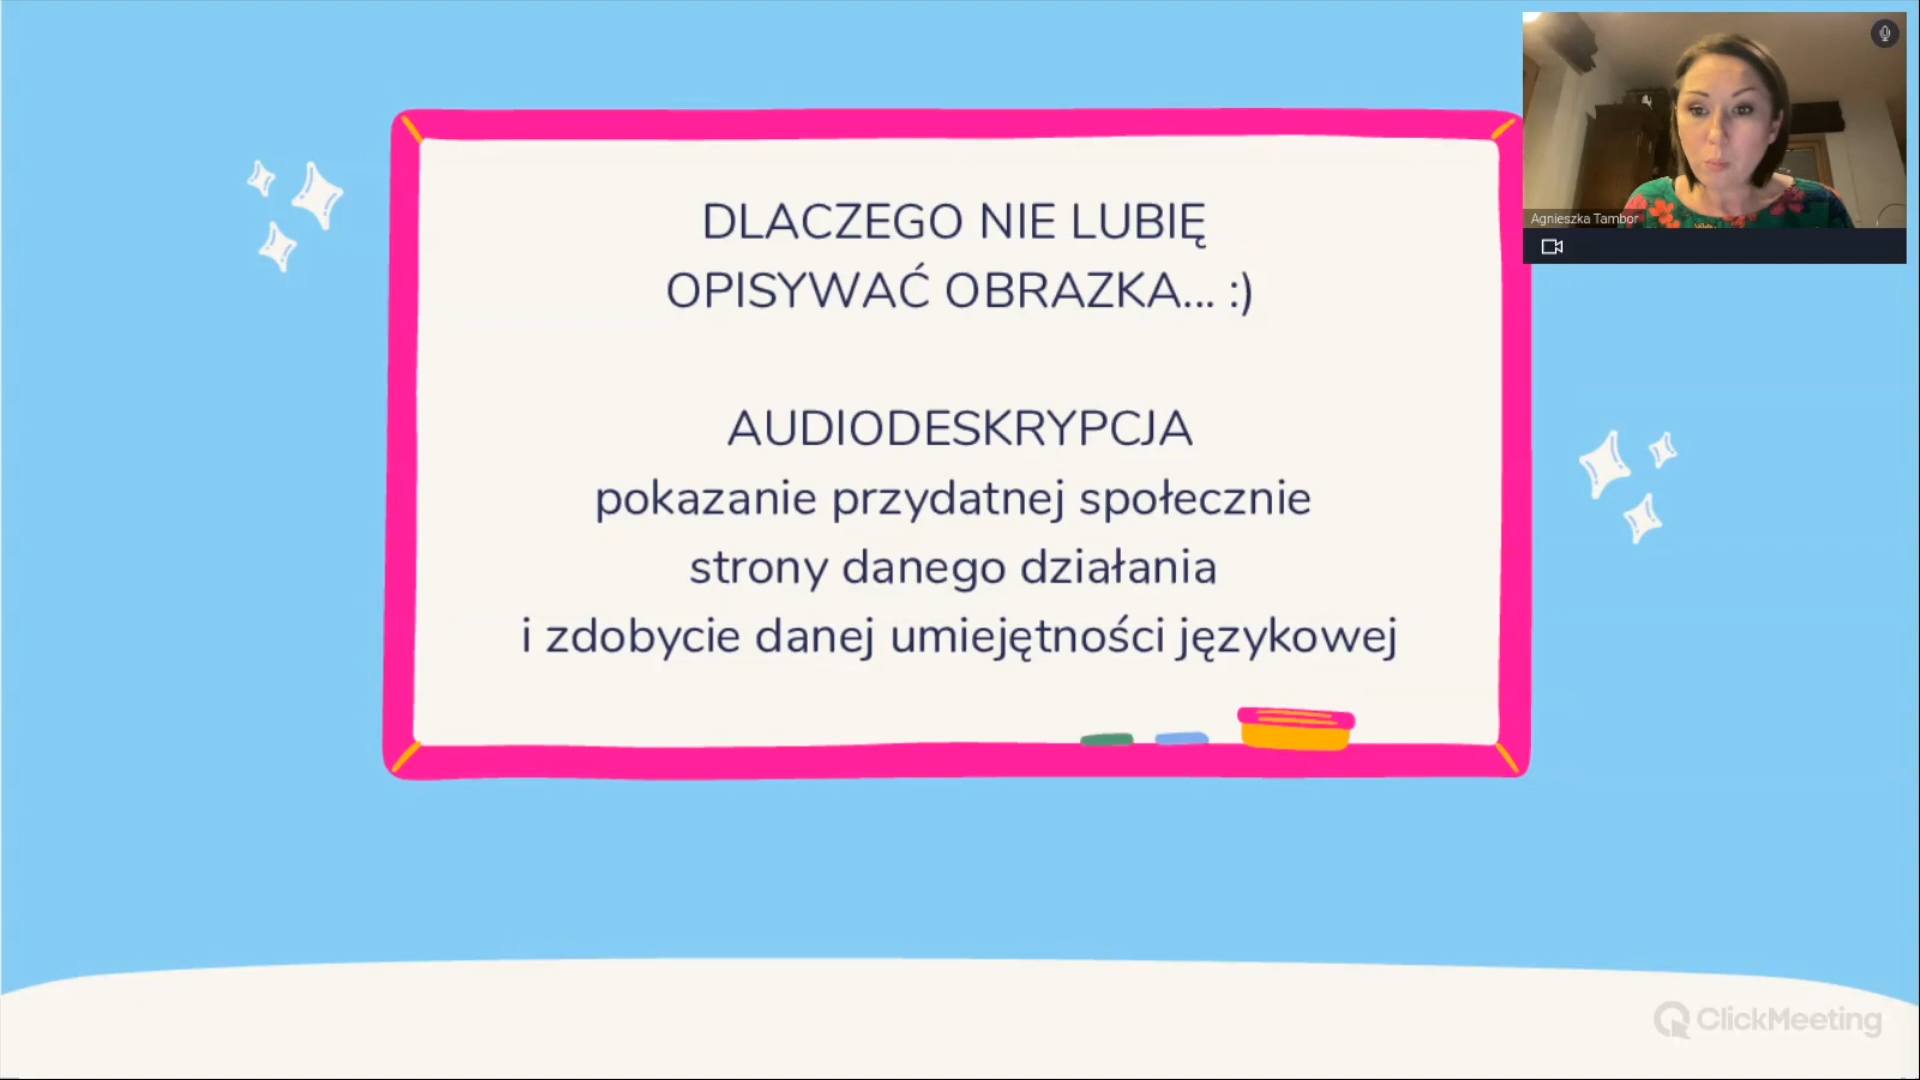 DLACZEGO NIE LUBIĘ
OPISYWAĆ OBRAZKA... :)
AUDIODESKRYPCJA
pokazanie przydatnej społecznie
strony danego działania
i zdobycie danej umiejętności językowej
Agnieszka Tambor
ClickMeeting